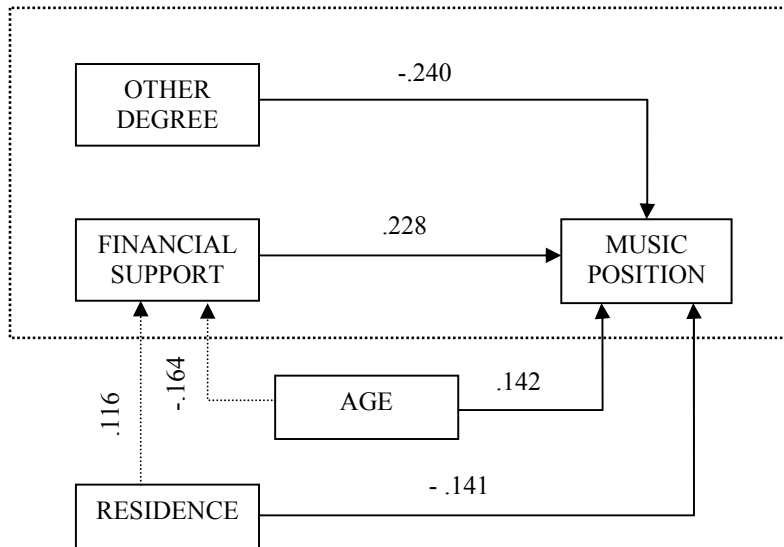 -.240
OTHER
DEGREE
.228
FINANCIAL
SUPPORT
MUSIC
POSITION
.116
-.164
AGE
.142
RESIDENCE
- .141